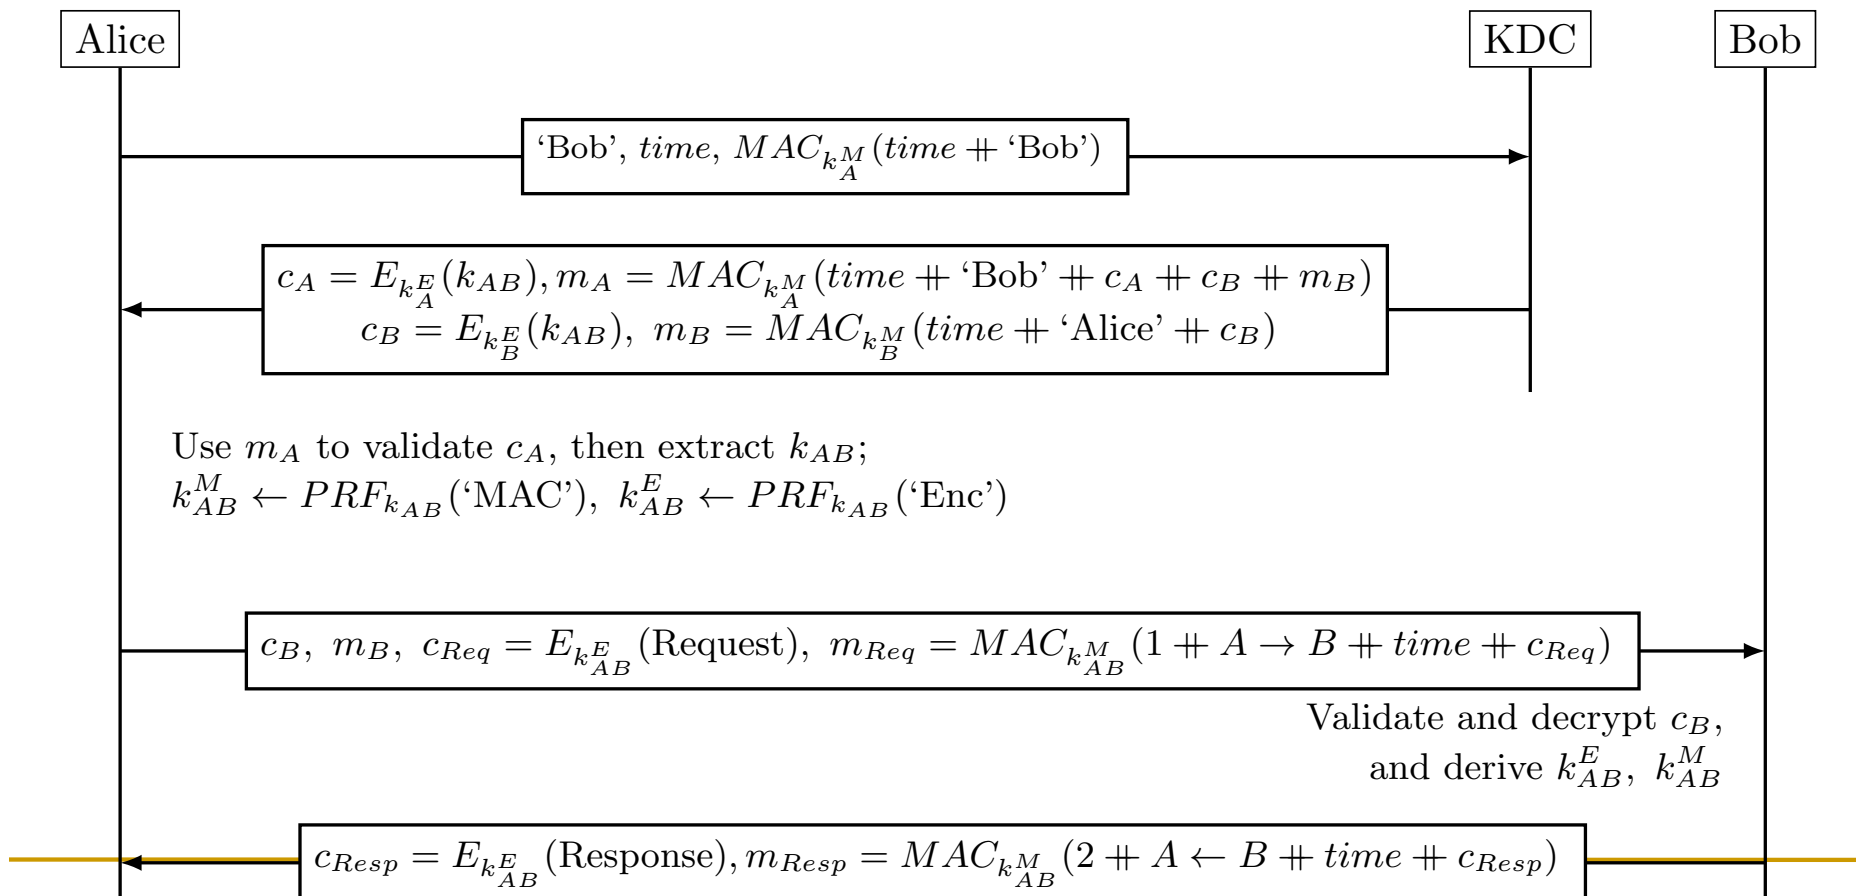 Alice
KDC
Bob
‘Bob’, $time$, $MAC_{k_A^M}(time ⧺ ‘Bob’)$
$c_A = E_{k_A^E}(k_{AB}), m_A = MAC_{k_A^M}(time ⧺ ‘Bob’ ⧺ c_A ⧺ c_B ⧺ m_B)$
$c_B = E_{k_B^E}(k_{AB}), m_B = MAC_{k_B^M}(time ⧺ ‘Alice’ ⧺ c_B)$
Use $m_A$ to validate $c_A$, then extract $k_{AB}$;
$k_{AB}^M ← PRF_{k_{AB}}(‘MAC’), k_{AB}^E ← PRF_{k_{AB}}(‘Enc’)$
$c_B, m_B, c_{Req} = E_{k_{AB}^E}(Request), m_{Req} = MAC_{k_{AB}^M}(1 ⧺ A → B ⧺ time ⧺ c_{Req})$
Validate and decrypt $c_B$,
and derive $k_{AB}^E, k_{AB}^M$
$c_{Resp} = E_{k_{AB}^E}(Response), m_{Resp} = MAC_{k_{AB}^M}(2 ⧺ A ← B ⧺ time ⧺ c_{Resp})$